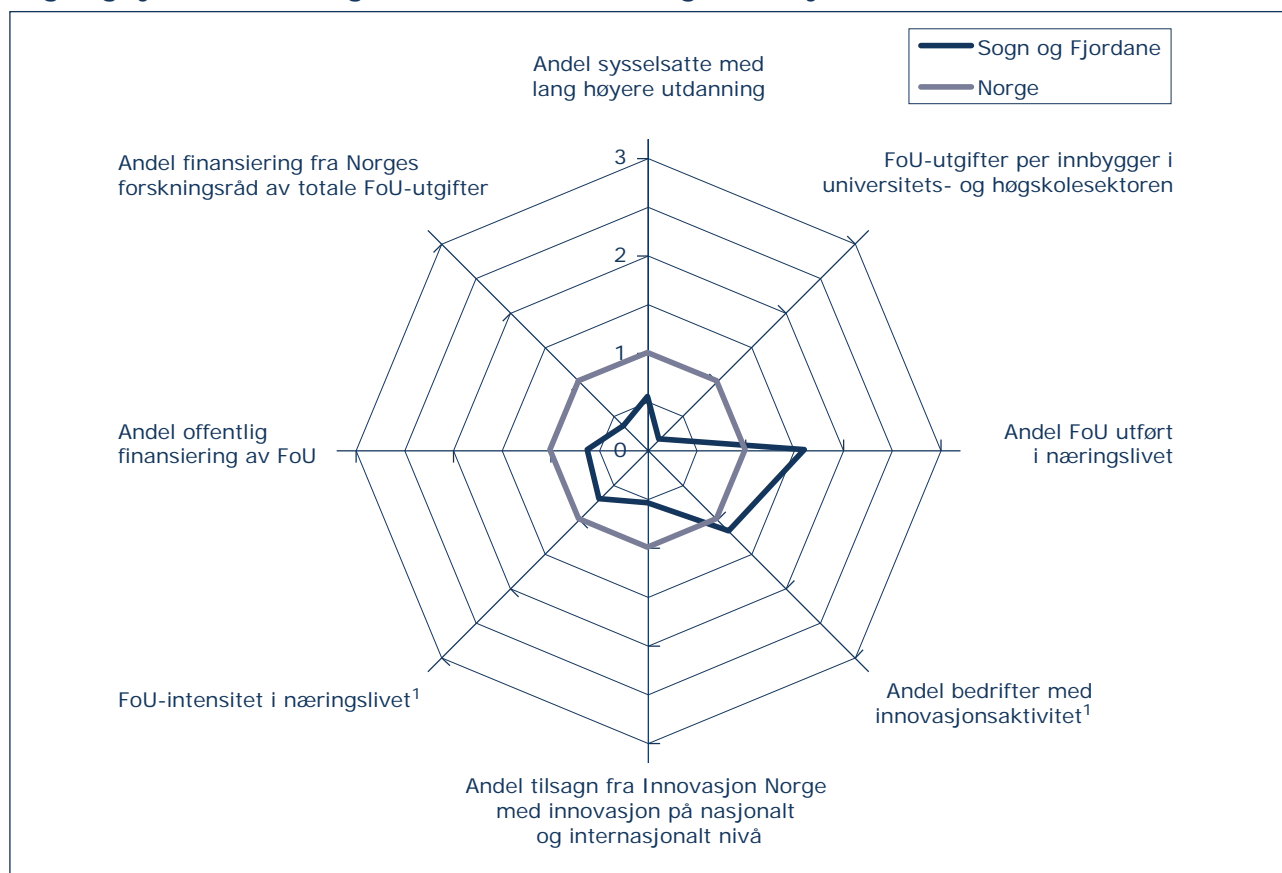 Sogn og Fjordane
Norge
Andel sysselsatte med
lang høyere utdanning
FoU-utgifter per innbygger i
universitets- og høgskolesektoren
Andel finansiering fra Norges
forskningsråd av totale FoU-utgifter
3
2
1
0
Andel offentlig
finansiering av FoU
Andel FoU utført
i næringslivet
FoU-intensitet i næringslivet¹
Andel bedrifter med
innovasjonsaktivitet¹
Andel tilsagn fra Innovasjon Norge
med innovasjon på nasjonalt
og internasjonalt nivå